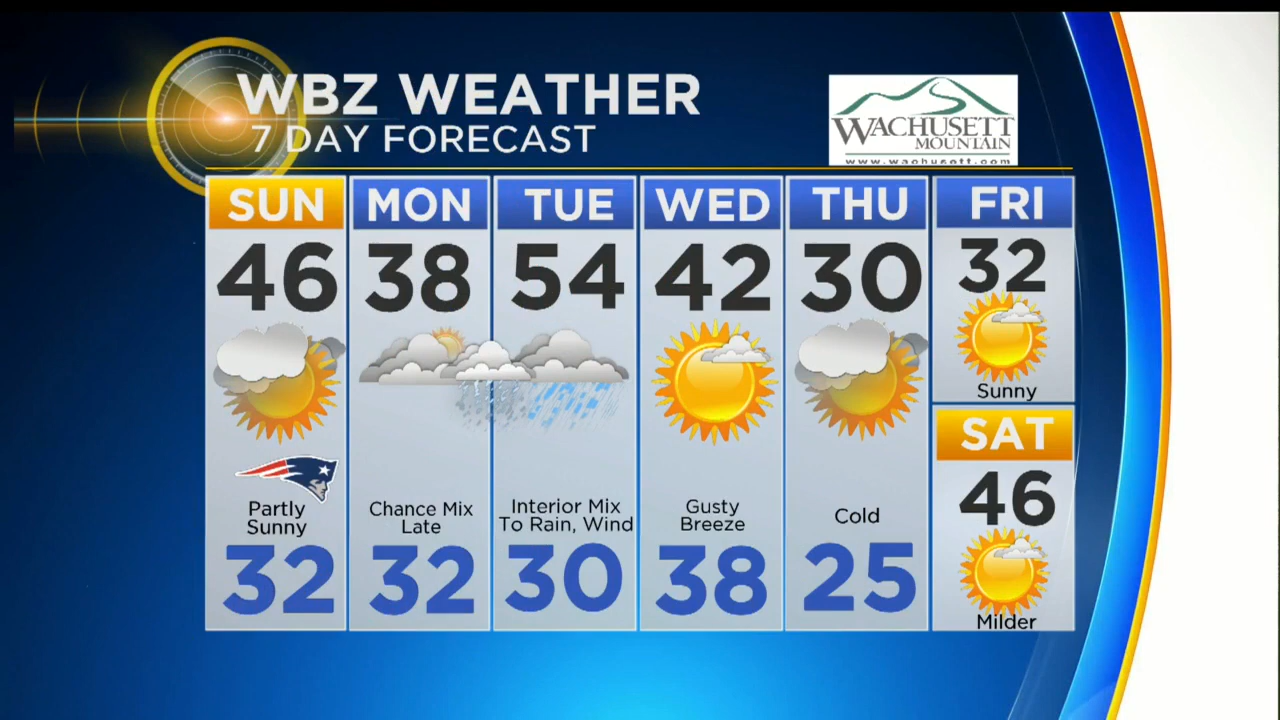 WBZ WEATHER
7 DAY FORECAST
WACHUSETT
MOUNTAIN
www.wachusett.com
SUN
46
Partly
Sunny
32
MON
38
Chance Mix
Late
32
TUE
54
Interior Mix
To Rain, Wind
30
WED
42
Gusty
Breeze
38
THU
30
Cold
25
FRI
32
Sunny
SAT
46
Milder